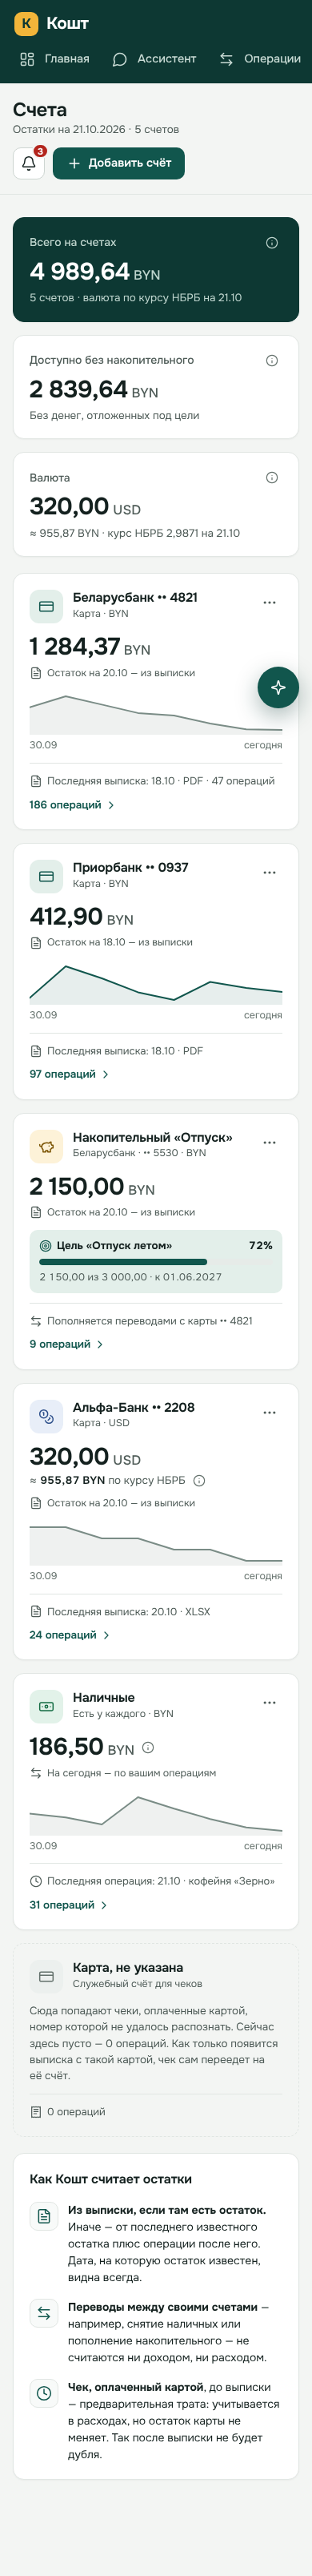 К Кошт
Главная Ассистент Операции
Счета
Остатки на 21.10.2026 · 5 счетов
3
Добавить счёт
Всего на счетах
4 989,64 BYN
5 счетов · валюта по курсу НБРБ на 21.10
Доступно без накопительного
2 839,64 BYN
Без денег, отложенных под цели
Валюта
320,00 USD
≈ 955,87 BYN · курс НБРБ 2,9871 на 21.10
Беларусбанк •• 4821
Карта · BYN
1 284,37 BYN
Остаток на 20.10 — из выписки
30.09 сегодня
Последняя выписка: 18.10 · PDF · 47 операций
186 операций
Приорбанк •• 0937
Карта · BYN
412,90 BYN
Остаток на 18.10 — из выписки
30.09 сегодня
Последняя выписка: 18.10 · PDF
97 операций
Накопительный «Отпуск»
Беларусбанк · •• 5530 · BYN
2 150,00 BYN
Остаток на 20.10 — из выписки
Цель «Отпуск летом» 72%
2 150,00 из 3 000,00 · к 01.06.2027
Пополняется переводами с карты •• 4821
9 операций
Альфа-Банк •• 2208
Карта · USD
320,00 USD
≈ 955,87 BYN по курсу НБРБ
Остаток на 20.10 — из выписки
30.09 сегодня
Последняя выписка: 20.10 · XLSX
24 операций
Наличные
Есть у каждого · BYN
186,50 BYN
На сегодня — по вашим операциям
30.09 сегодня
Последняя операция: 21.10 · кофейня «Зерно»
31 операций
Карта, не указана
Служебный счёт для чеков
Сюда попадают чеки, оплаченные картой,
номер которой не удалось распознать. Сейчас
здесь пусто — 0 операций. Как только появится
выписка с такой картой, чек сам переедет на
её счёт.
0 операций
Как Кошт считает остатки
Из выписки, если там есть остаток.
Иначе — от последнего известного
остатка плюс операции после него.
Дата, на которую остаток известен,
видна всегда.
Переводы между своими счетами —
например, снятие наличных или
пополнение накопительного — не
считаются ни доходом, ни расходом.
Чек, оплаченный картой, до выписки
— предварительная трата: учитывается
в расходах, но остаток карты не
меняет. Так после выписки не будет
дубля.